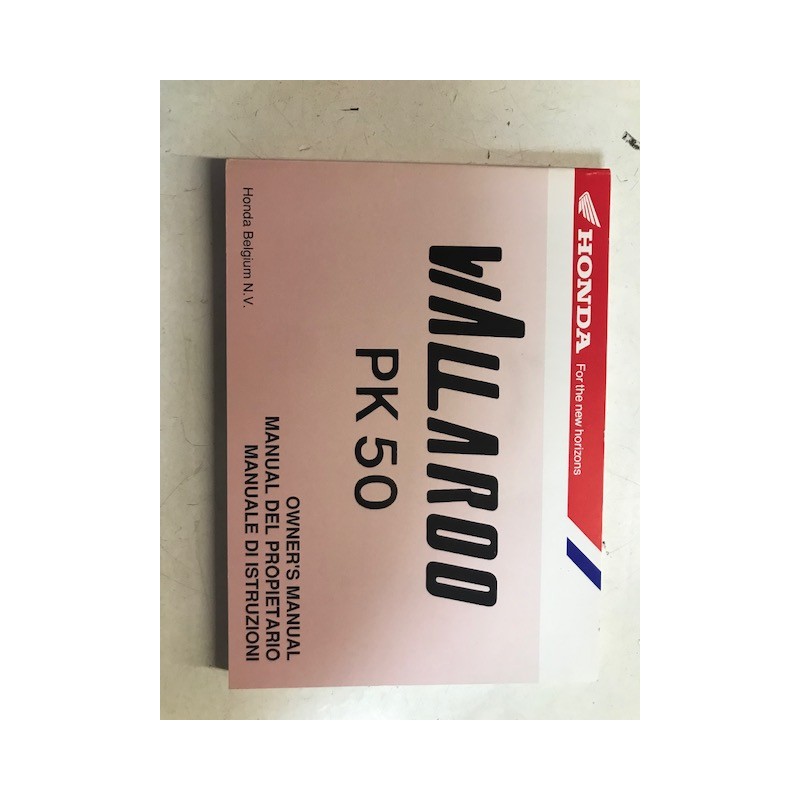 HONDA For the new horizons
WALLAROO
PK 50
OWNER'S MANUAL
MANUAL DEL PROPIETARIO
MANUALE DI ISTRUZIONI
Honda Belgium N.V.